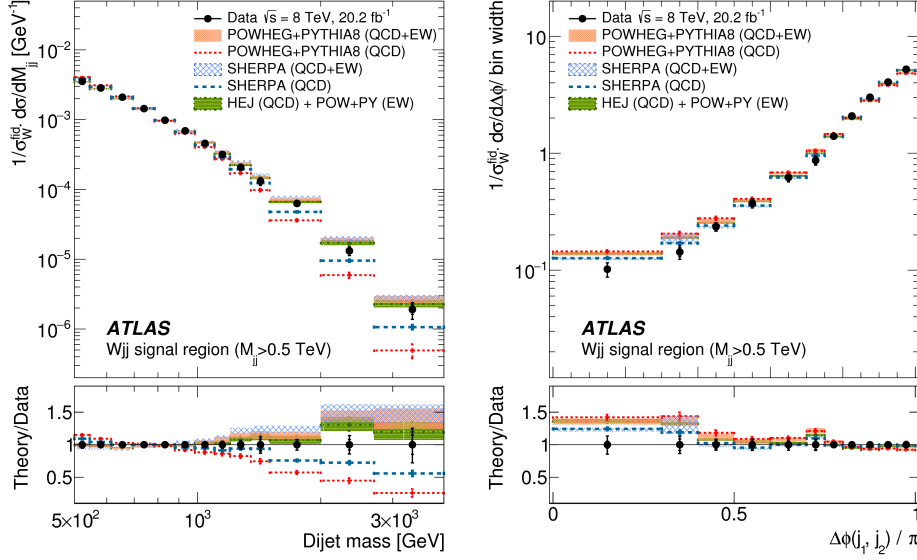 1/σ_W^fid. dσ/dM_jj [GeV⁻¹]
10⁻²
10⁻³
10⁻⁴
10⁻⁵
10⁻⁶
Data √s = 8 TeV, 20.2 fb⁻¹
POWHEG+PYTHIA8 (QCD+EW)
POWHEG+PYTHIA8 (QCD)
SHERPA (QCD+EW)
SHERPA (QCD)
HEJ (QCD) + POW+PY (EW)
ATLAS
Wjj signal region (M_jj>0.5 TeV)
Theory/Data
1.5
1
0.5
5×10²
10³
3×10³
Dijet mass [GeV]
1/σ_W^fid. dσ/dΔϕ/ bin width
10
1
10⁻¹
Data √s = 8 TeV, 20.2 fb⁻¹
POWHEG+PYTHIA8 (QCD+EW)
POWHEG+PYTHIA8 (QCD)
SHERPA (QCD+EW)
SHERPA (QCD)
HEJ (QCD) + POW+PY (EW)
ATLAS
Wjj signal region (M_jj>0.5 TeV)
Theory/Data
1.5
1
0.5
0
0.5
1
Δϕ(j₁, j₂) / π